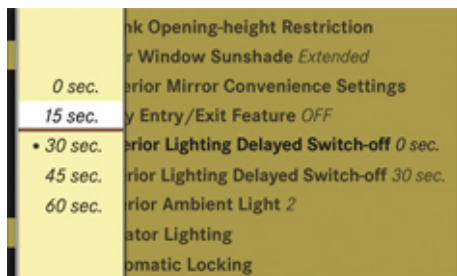 nk Opening-height Restriction
r Window Sunshade Extended
0 sec. erior Mirror Convenience Settings
15 sec. y Entry/Exit Feature OFF
• 30 sec. erior Lighting Delayed Switch-off 0 sec.
45 sec. rior Lighting Delayed Switch-off 30 sec.
60 sec. rior Ambient Light 2
ator Lighting
omatic Locking